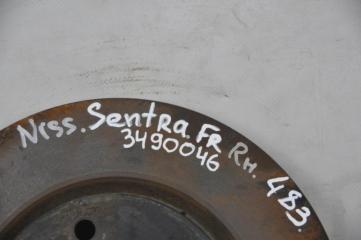 Niss. Sentra. FR RH. 483.
3490046